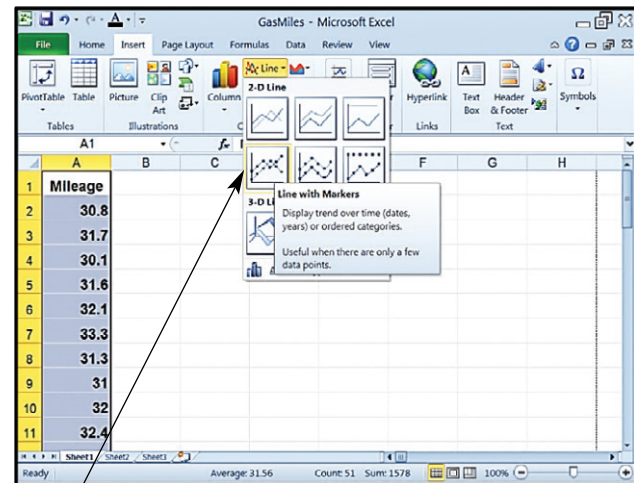 GasMiles - Microsoft Excel
File Home Insert Page Layout Formulas Data Review View
PivotTable Table Picture Clip Art Column Line Hyperlink Text Box Header & Footer Symbols
Tables Illustrations Links Text
2-D Line
A1 fx
A B C F G H
1 Mileage
2 30.8
3 31.7
4 30.1
5 31.6
6 32.1
7 33.3
8 31.3
9 31
10 32
11 32.4
Line with Markers
Display trend over time (dates,
years) or ordered categories.
Useful when there are only a few
data points.
3-D Li
A
Sheet1 Sheet2 Sheet3
Ready Average: 31.56 Count: 51 Sum: 1578 100%